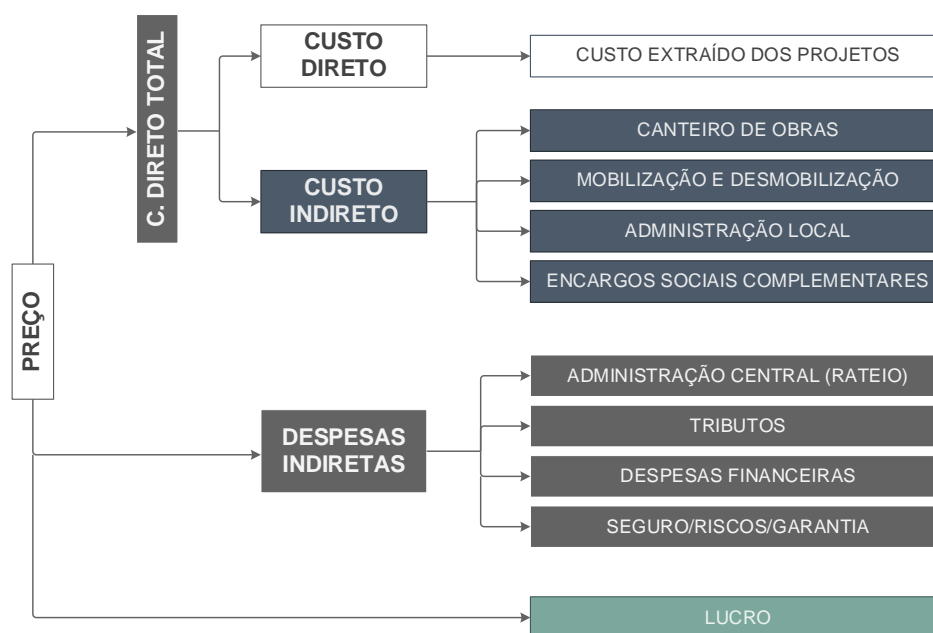 PREÇO
C. DIRETO TOTAL
CUSTO
DIRETO
CUSTO EXTRAÍDO DOS PROJETOS
CUSTO
INDIRETO
CANTEIRO DE OBRAS
MOBILIZAÇÃO E DESMOBILIZAÇÃO
ADMINISTRAÇÃO LOCAL
ENCARGOS SOCIAIS COMPLEMENTARES
DESPESAS
INDIRETAS
ADMINISTRAÇÃO CENTRAL (RATEIO)
TRIBUTOS
DESPESAS FINANCEIRAS
SEGURO/RISCOS/GARANTIA
LUCRO